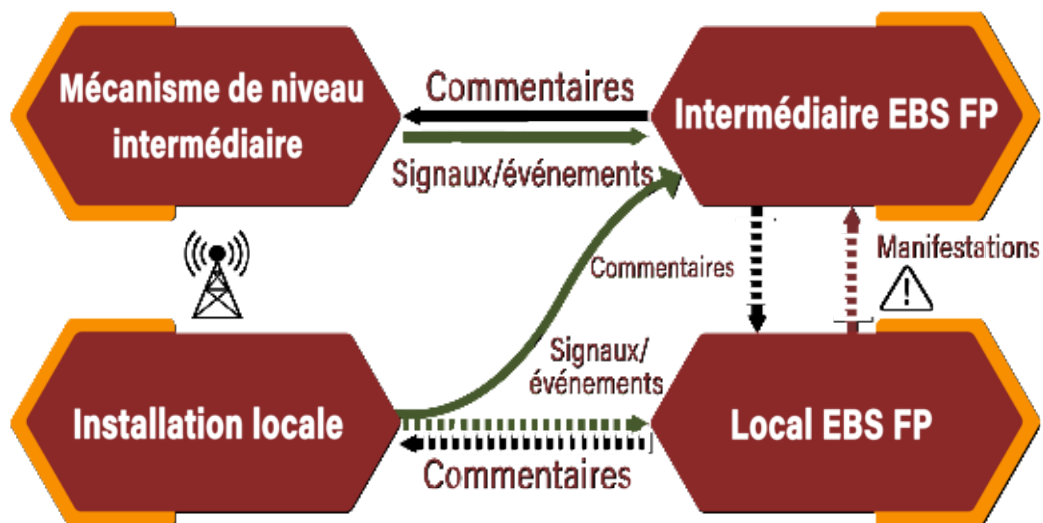 Mécanisme de niveau
intermédiaire
Commentaires
Signaux/événements
Intermédiaire EBS FP
Commentaires
Manifestations
Installation locale
Signaux/
événements
Commentaires
Local EBS FP